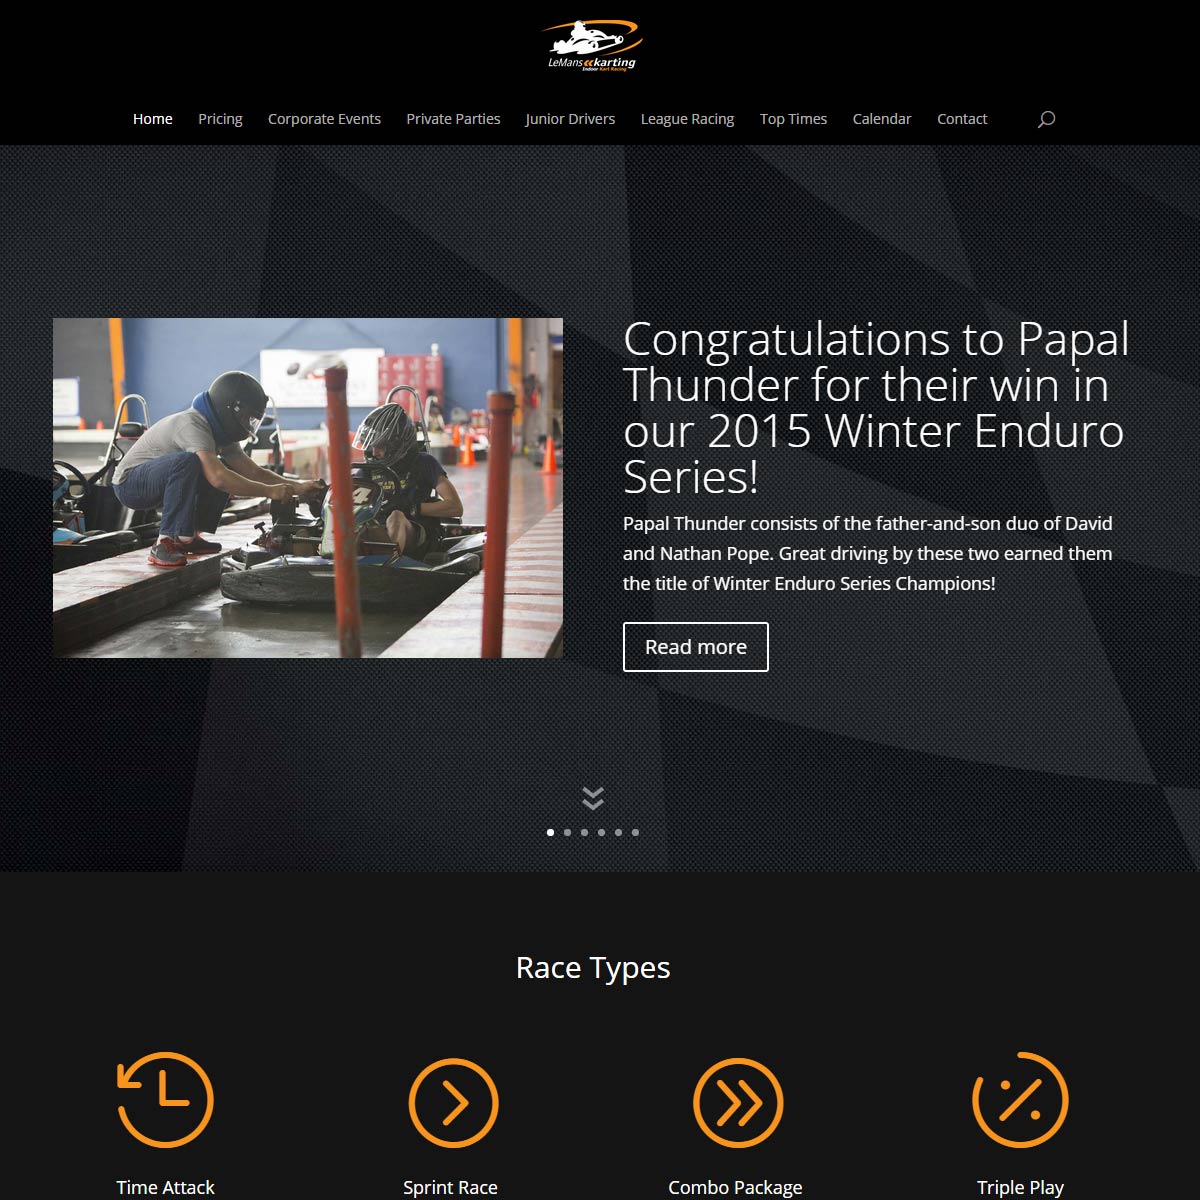 LeMans karting
Indoor Kart Racing
Home Pricing Corporate Events Private Parties Junior Drivers League Racing Top Times Calendar Contact
4
Congratulations to Papal
Thunder for their win in
our 2015 Winter Enduro
Series!
Papal Thunder consists of the father-and-son duo of David
and Nathan Pope. Great driving by these two earned them
the title of Winter Enduro Series Champions!
Read more
Race Types
Time Attack Sprint Race Combo Package Triple Play